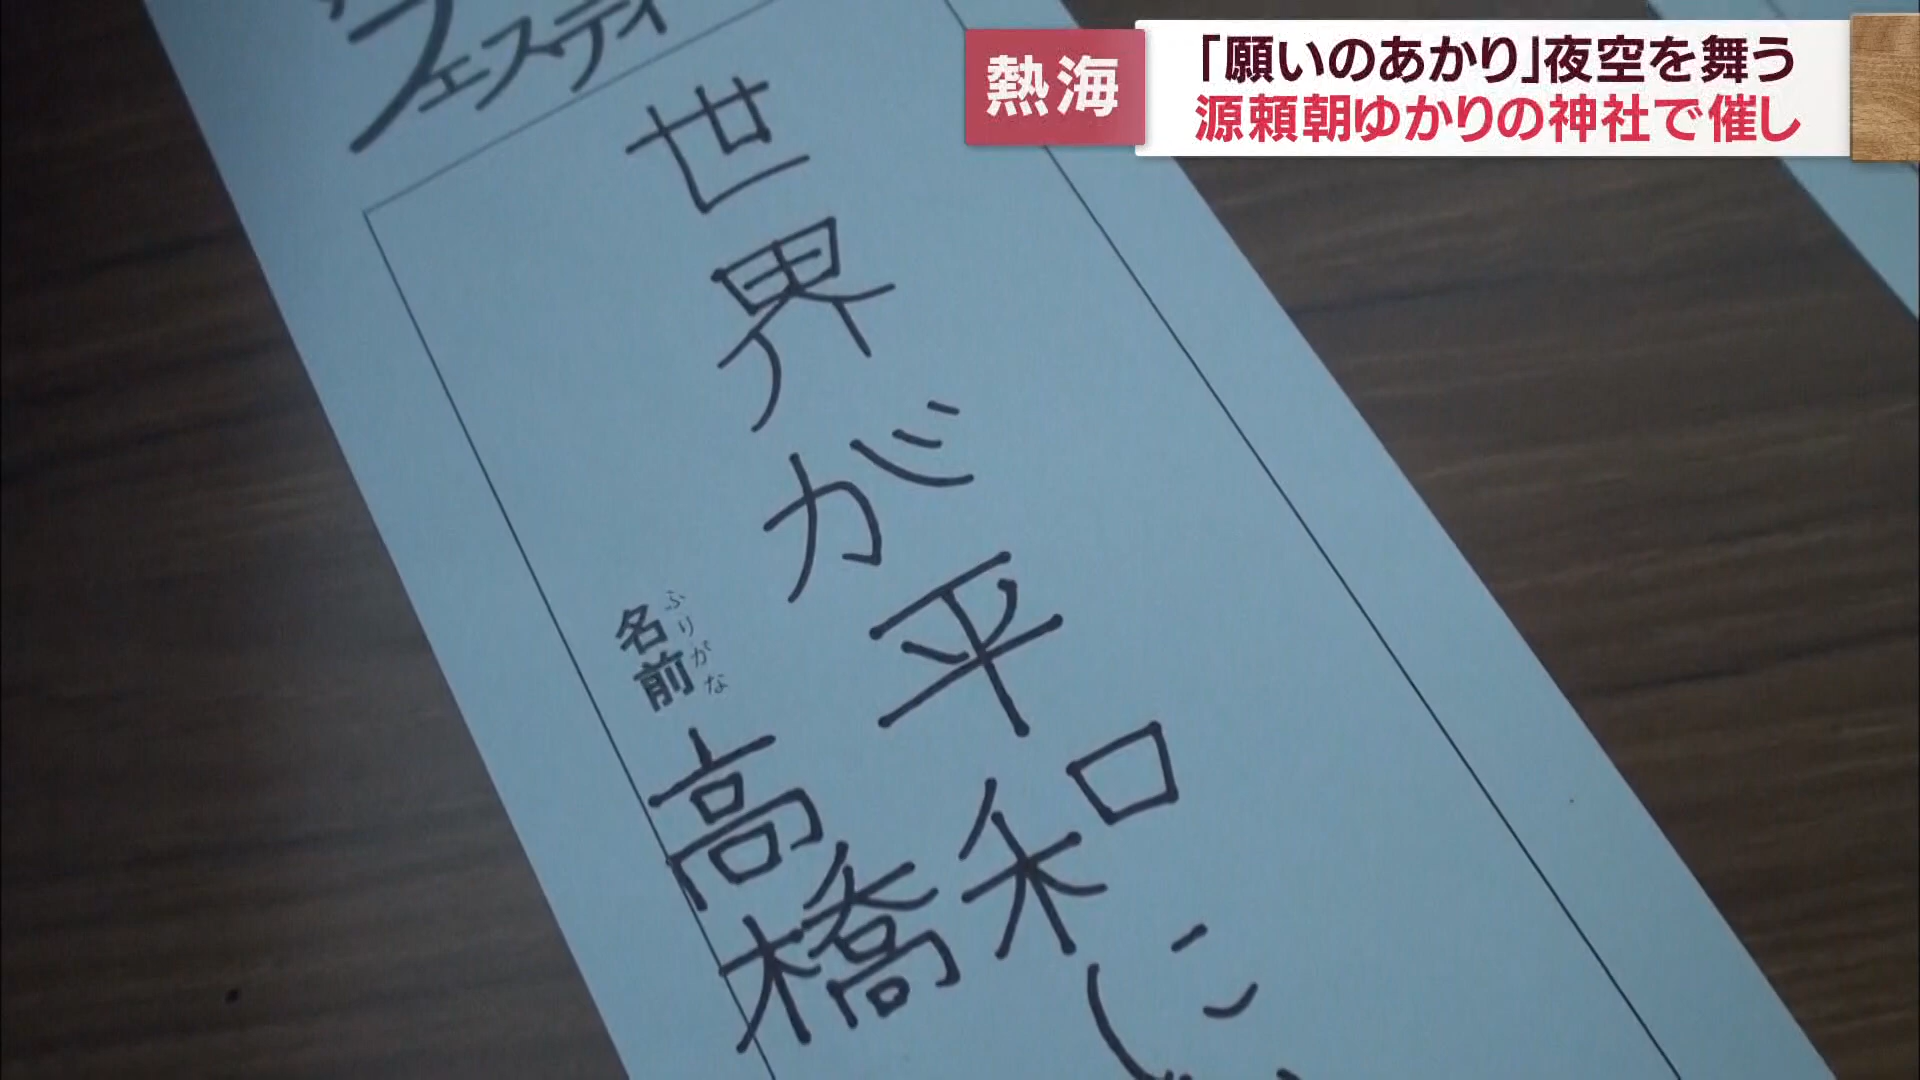 熱海
「願いのあかり」夜空を舞う
源頼朝ゆかりの神社で催し
フェスティ
世界が平和に
ふりがな
名前
高橋